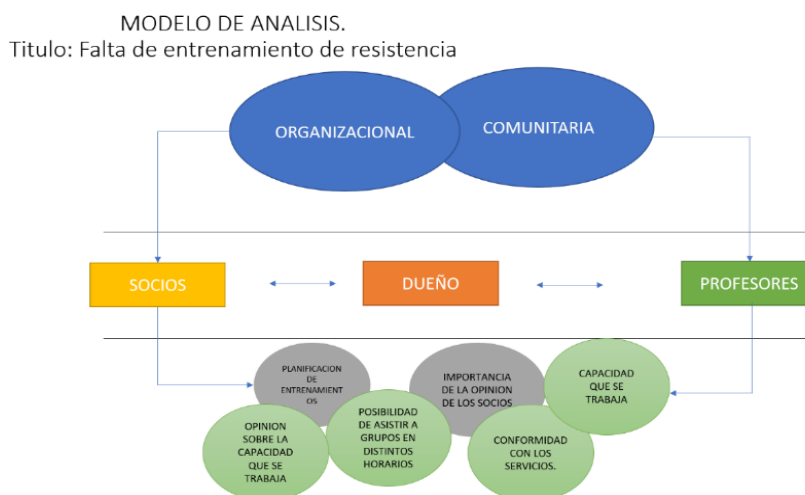 MODELO DE ANALISIS.
Titulo: Falta de entrenamiento de resistencia
ORGANIZACIONAL
COMUNITARIA
SOCIOS
DUEÑO
PROFESORES
PLANIFICACION
DE
ENTRENAMIENT
OS
IMPORTANCIA
DE LA OPINION
DE LOS SOCIOS
CAPACIDAD
QUE SE
TRABAJA
OPINION
SOBRE LA
CAPACIDAD
QUE SE
TRABAJA
POSIBILIDAD
DE ASISTIR A
GRUPOS EN
DISTINTOS
HORARIOS
CONFORMIDAD
CON LOS
SERVICIOS.